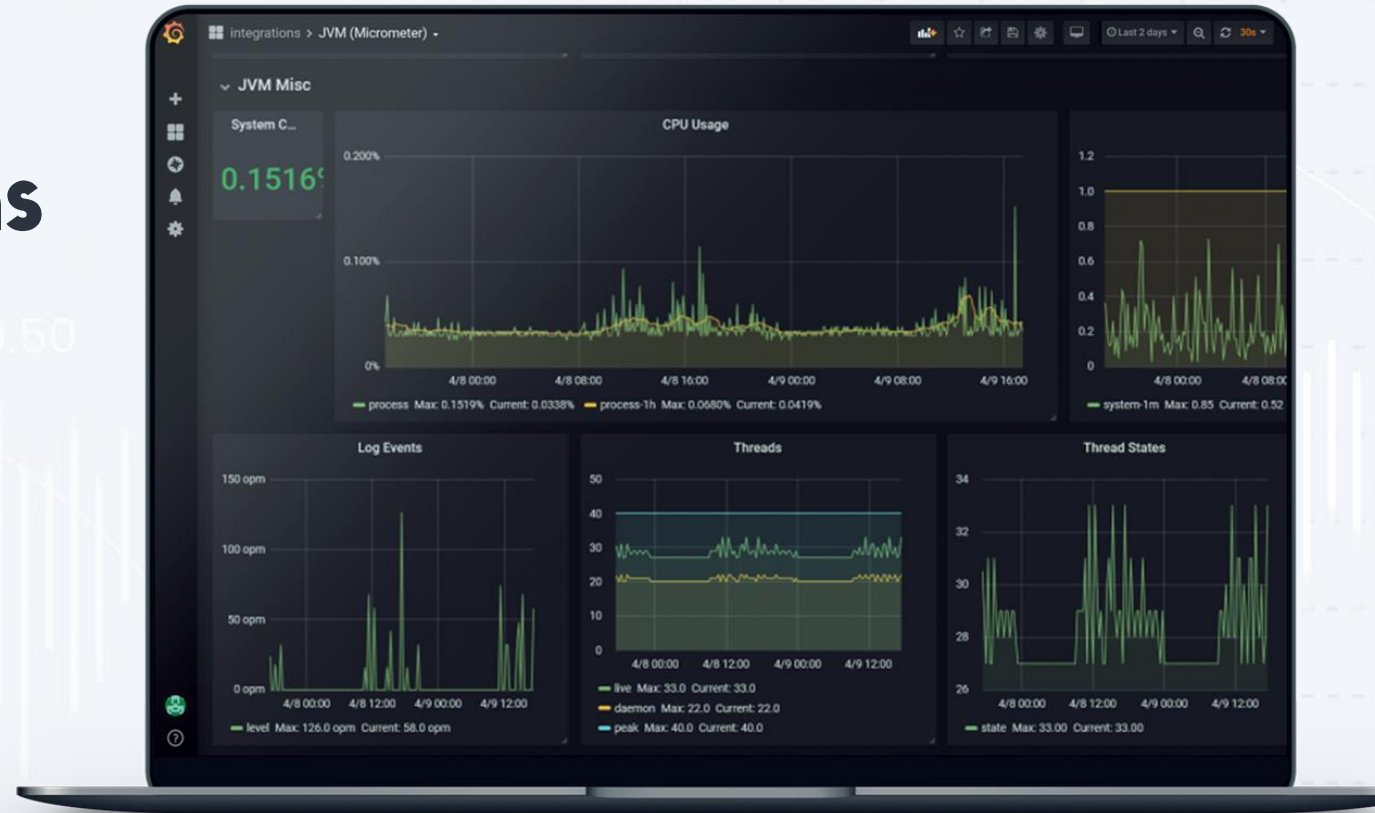 integrations > JVM (Micrometer)
Last 2 days
30s
JVM Misc
System C...
0.1516%
CPU Usage
0.200%
0.100%
0%
4/8 00:00 4/8 08:00 4/8 16:00 4/9 00:00 4/9 08:00 4/9 16:00
process Max: 0.1519% Current: 0.0338% process-1h Max: 0.0680% Current: 0.0419%
1.2
1.0
0.8
0.6
0.4
0.2
0
4/8 00:00 4/8 08:00
system-1m Max: 0.85 Current: 0.52
Log Events
150 opm
100 opm
50 opm
0 opm
4/8 00:00 4/8 12:00 4/9 00:00 4/9 12:00
level Max: 126.0 opm Current: 58.0 opm
Threads
50
40
30
20
10
0
4/8 00:00 4/8 12:00 4/9 00:00 4/9 12:00
live Max: 33.0 Current: 33.0
daemon Max: 22.0 Current: 22.0
peak Max: 40.0 Current: 40.0
Thread States
34
32
30
28
26
4/8 00:00 4/8 12:00 4/9 00:00 4/9 12:00
state Max: 33.00 Current: 33.00